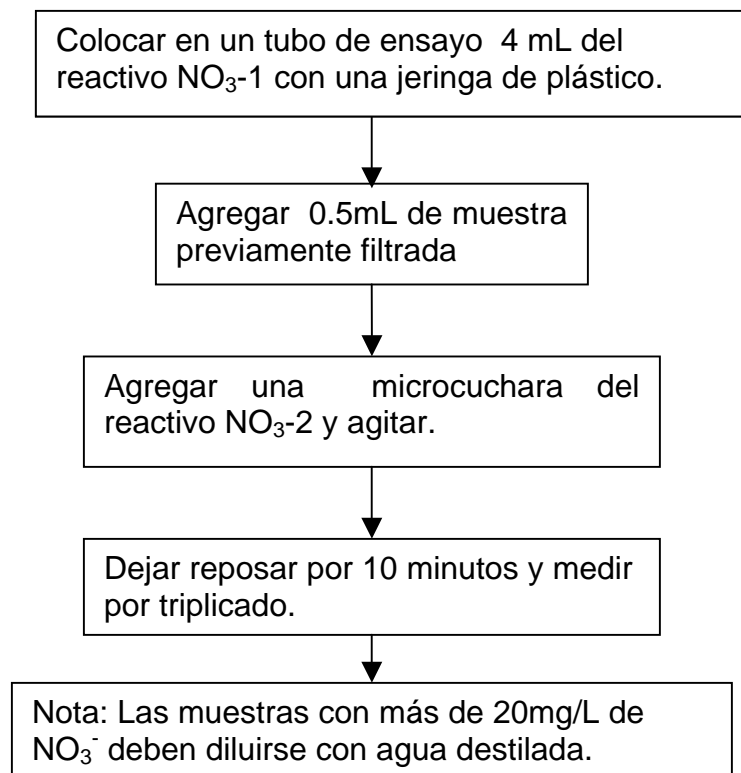 Colocar en un tubo de ensayo 4 mL del
reactivo NO₃-1 con una jeringa de plástico.
Agregar 0.5mL de muestra
previamente filtrada
Agregar una microcuchara del
reactivo NO₃-2 y agitar.
Dejar reposar por 10 minutos y medir
por triplicado.
Nota: Las muestras con más de 20mg/L de
NO₃⁻ deben diluirse con agua destilada.